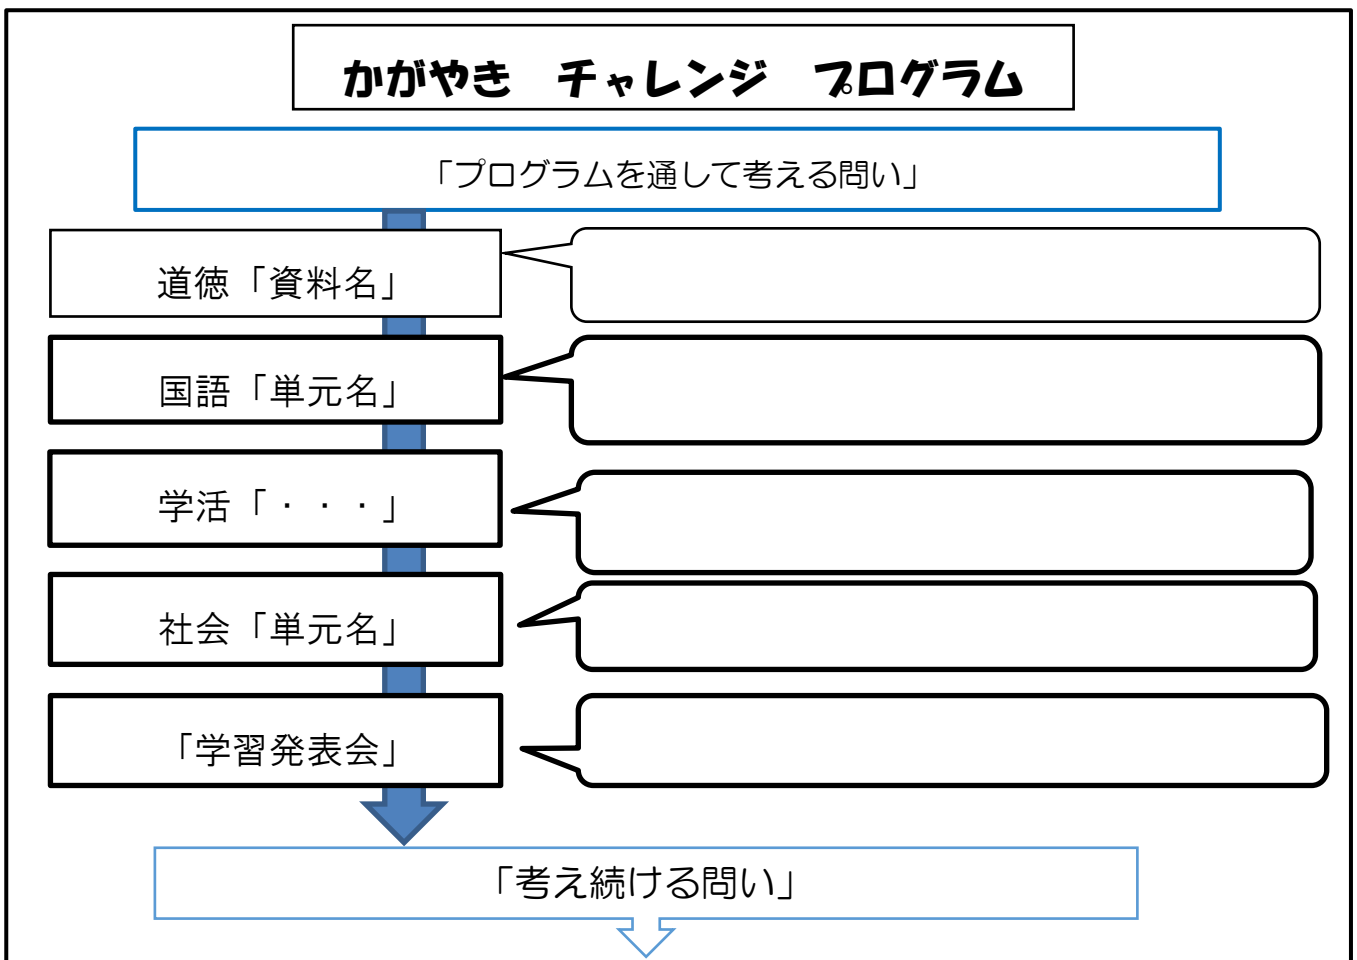 かがやき　チャレンジ　プログラム
「プログラムを通して考える問い」
道徳「資料名」
国語「単元名」
学活「・・・」
社会「単元名」
「学習発表会」
「考え続ける問い」